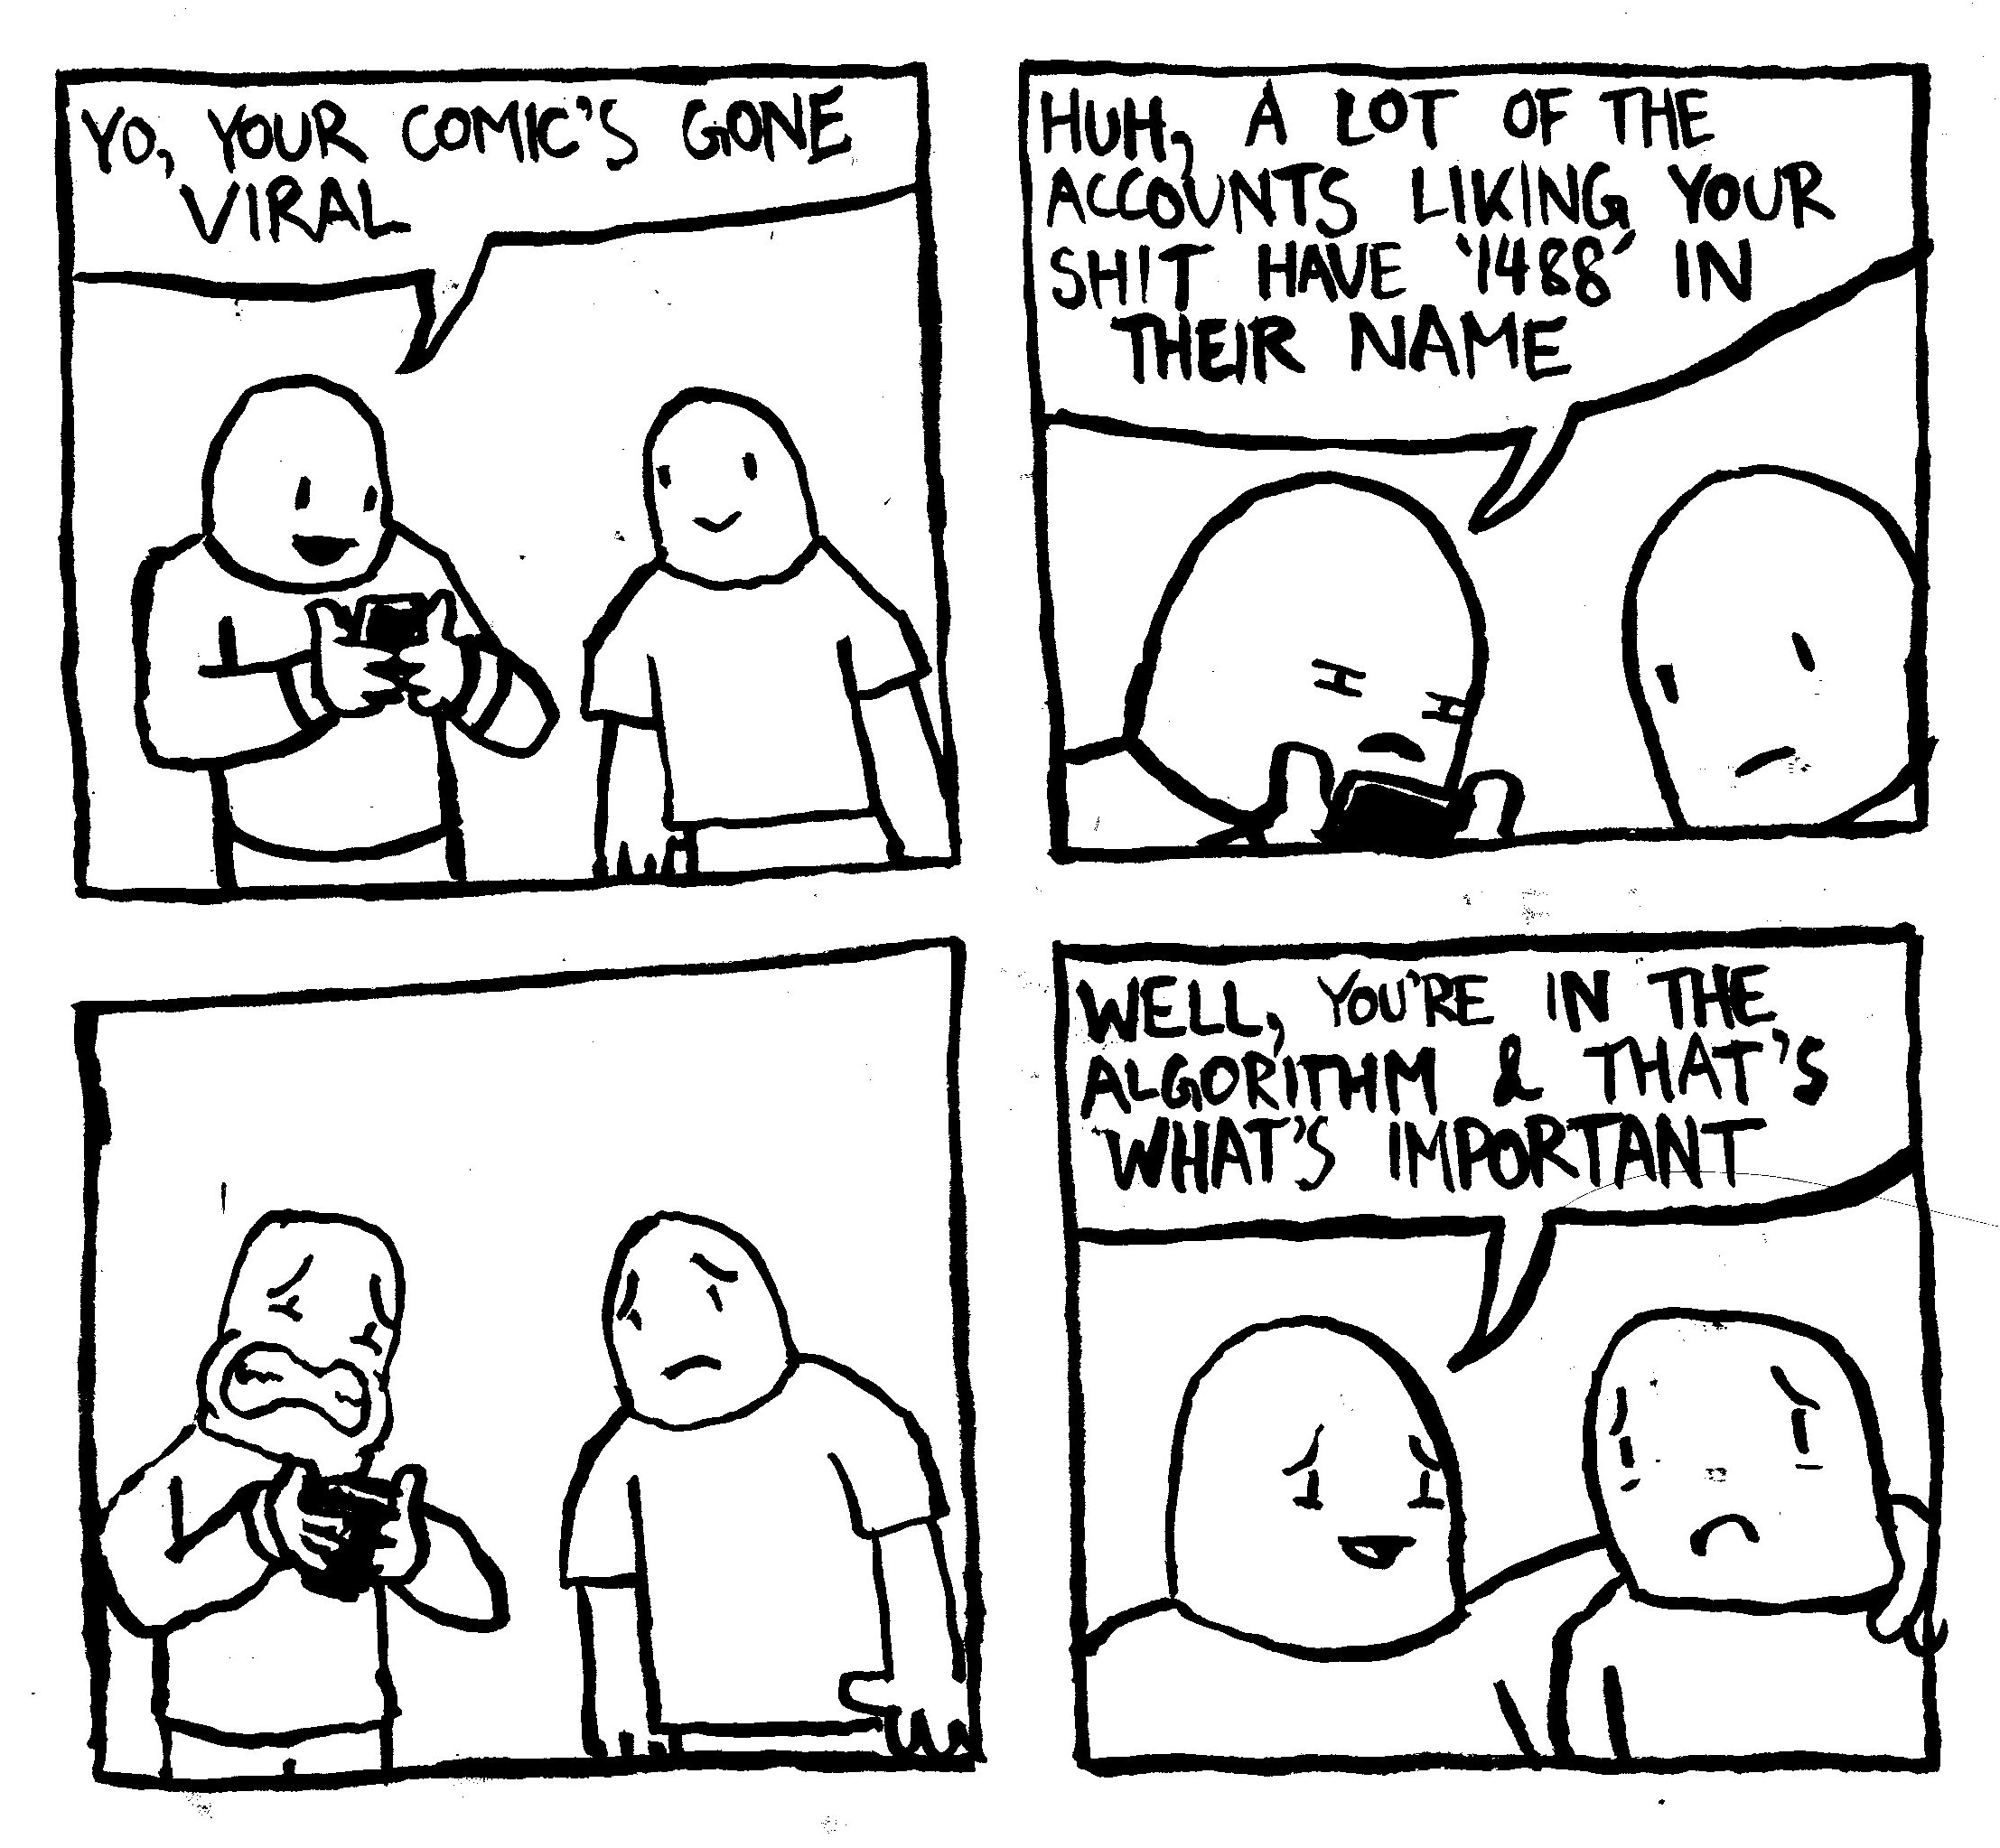 YO, YOUR COMIC'S GONE
VIRAL
HUH, A LOT OF THE
ACCOUNTS LIKING YOUR
SHIT HAVE '1488' IN
THEIR NAME
WELL, YOU'RE IN THE
ALGORITHM & THAT'S
WHAT'S IMPORTANT